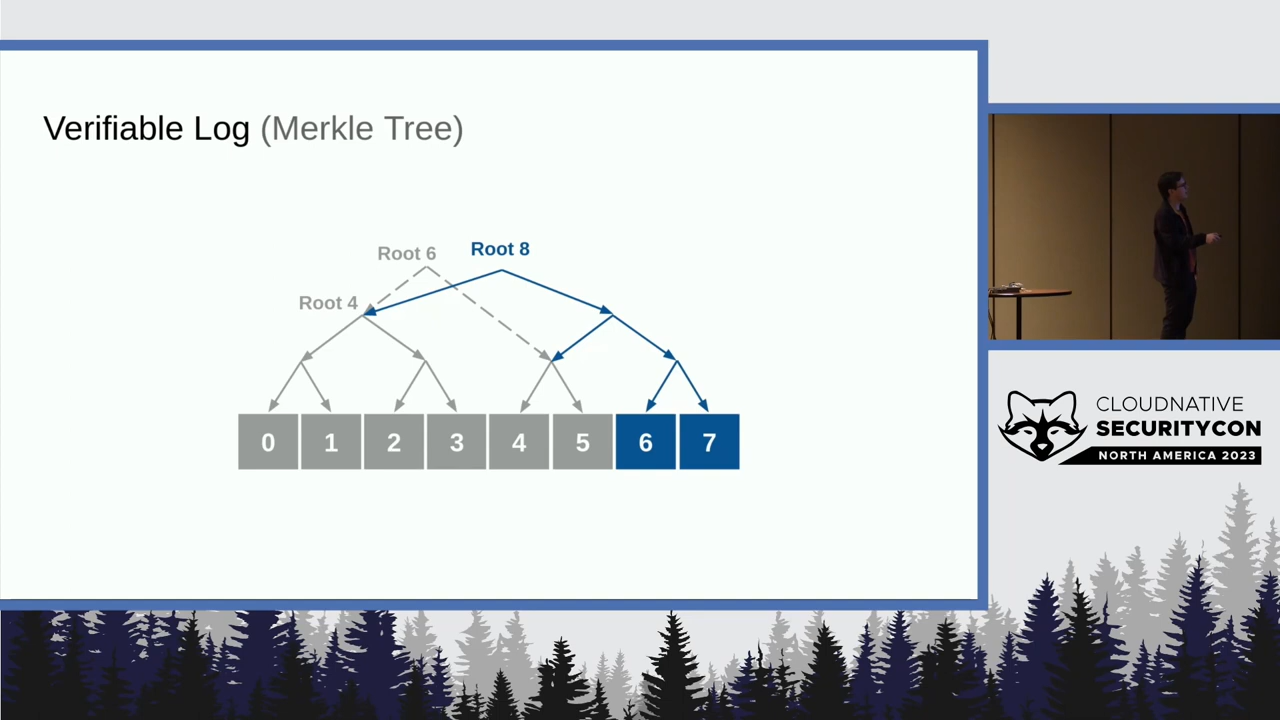 Verifiable Log (Merkle Tree)
Root 6
Root 8
Root 4
0 1 2 3 4 5 6 7
CLOUDNATIVE
SECURITYCON
NORTH AMERICA 2023